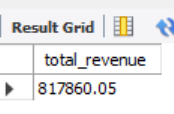 Result Grid
total_revenue
817860.05